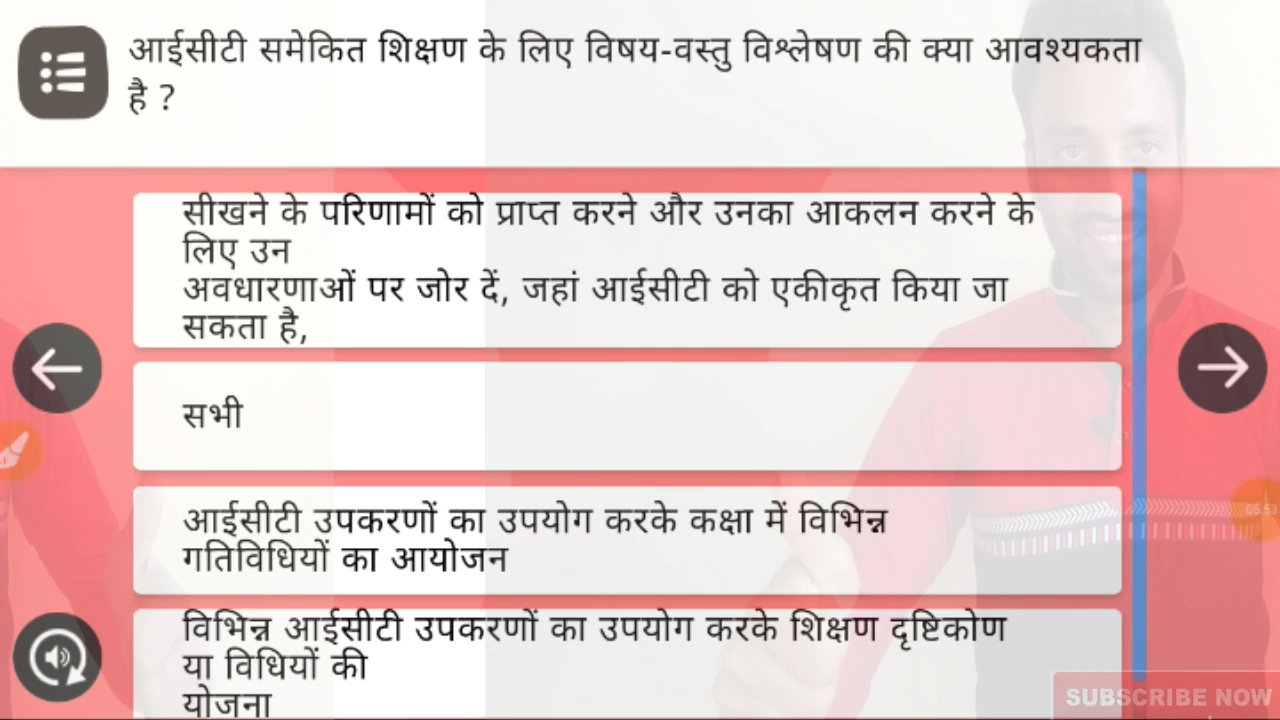 आईसीटी समेकित शिक्षण के लिए विषय-वस्तु विश्लेषण की क्या आवश्यकता
है ?
सीखने के परिणामों को प्राप्त करने और उनका आकलन करने के
लिए उन
अवधारणाओं पर जोर दें, जहां आईसीटी को एकीकृत किया जा
सकता है,
सभी
आईसीटी उपकरणों का उपयोग करके कक्षा में विभिन्न
गतिविधियों का आयोजन
05:53
विभिन्न आईसीटी उपकरणों का उपयोग करके शिक्षण दृष्टिकोण
या विधियों की
योजना
SUBSCRIBE NOW